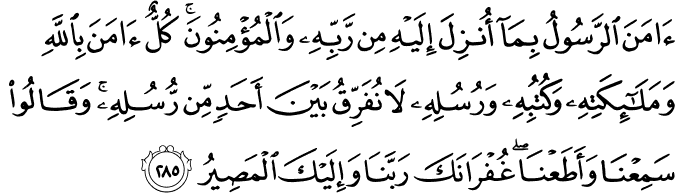 ءَامَنَ ٱلرَّسُولُ بِمَآ أُنزِلَ إِلَيْهِ مِن رَّبِّهِۦ وَٱلْمُؤْمِنُونَ ۚ كُلٌّ ءَامَنَ بِٱللَّهِ
وَمَلَـٰٓئِكَتِهِۦ وَكُتُبِهِۦ وَرُسُلِهِۦ لَا نُفَرِّقُ بَيْنَ أَحَدٍ مِّن رُّسُلِهِۦ ۚ وَقَالُوا۟
سَمِعْنَا وَأَطَعْنَا ۖ غُفْرَانَكَ رَبَّنَا وَإِلَيْكَ ٱلْمَصِيرُ ٢٨٥